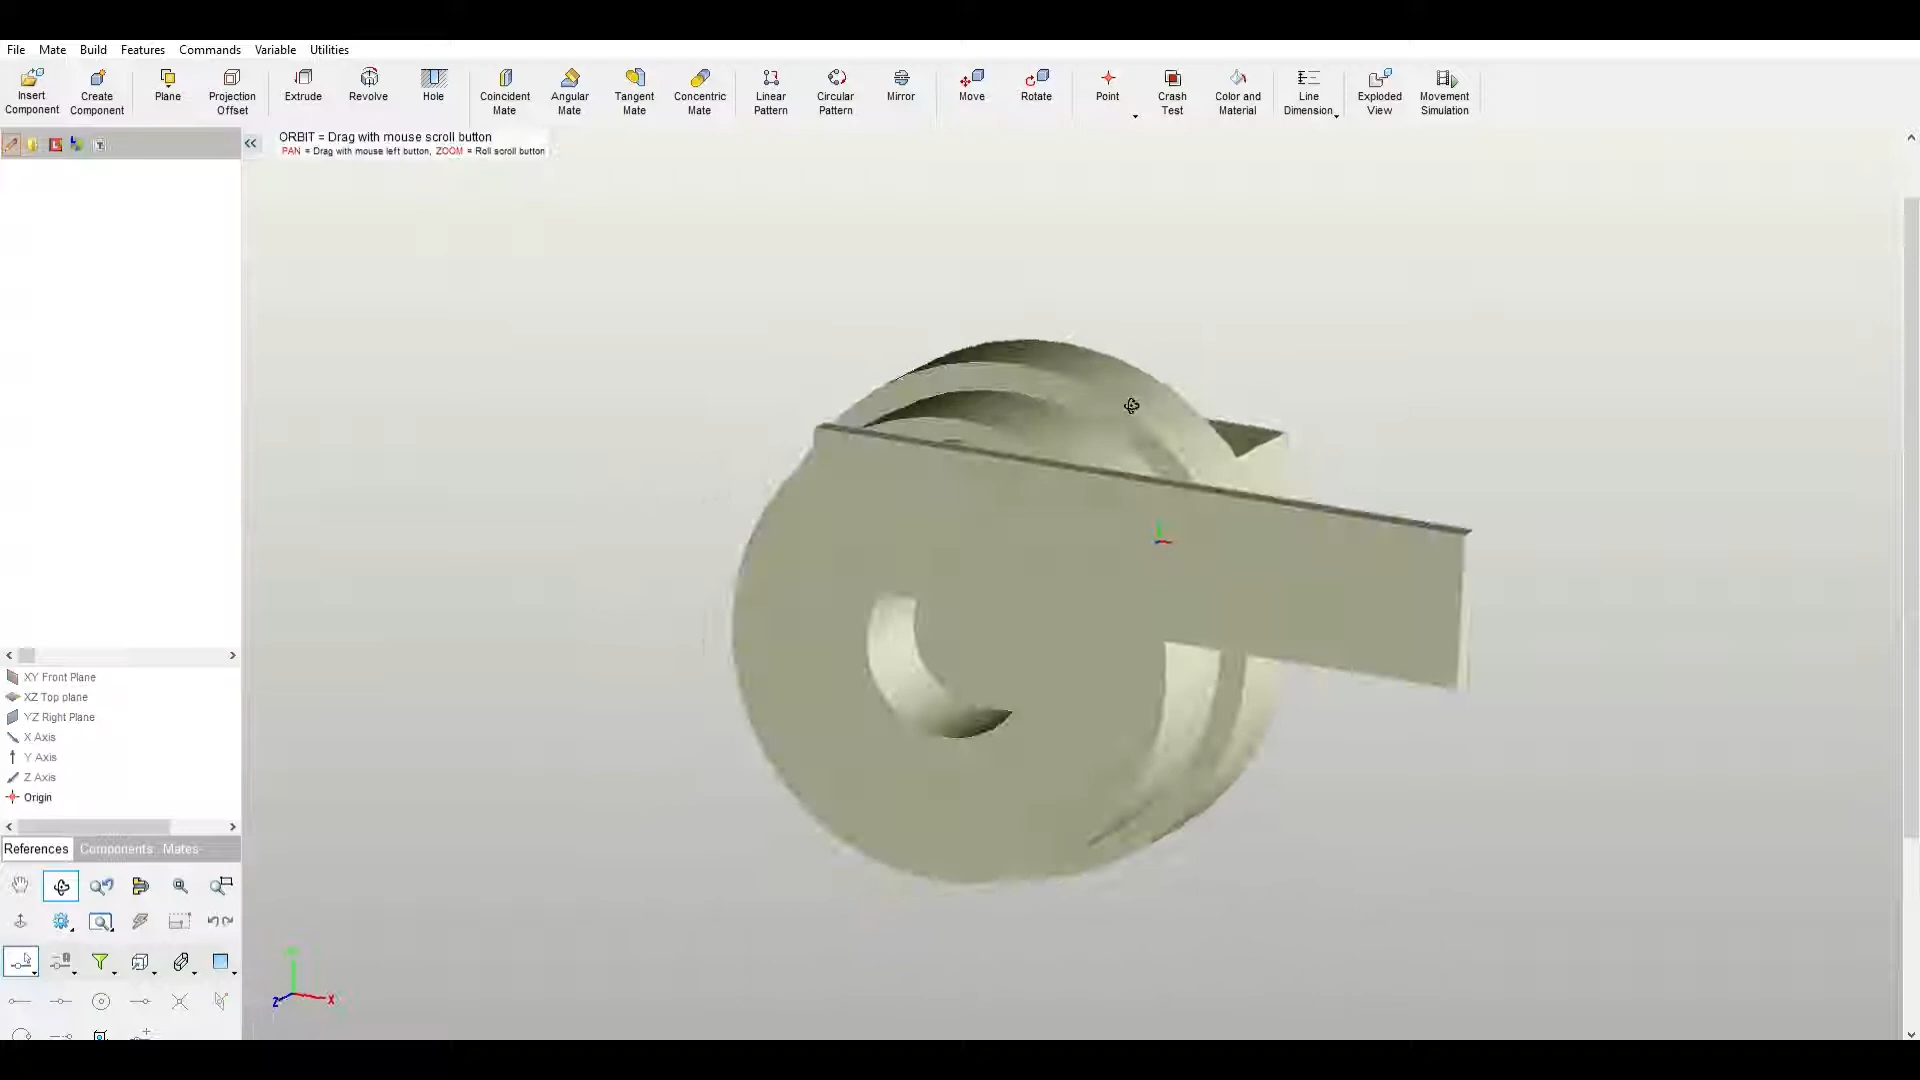 File Mate Build Features Commands Variable Utilities
Insert Component
Create Component
Plane
Projection Offset
Extrude
Revolve
Hole
Coincident Mate
Angular Mate
Tangent Mate
Concentric Mate
Linear Pattern
Circular Pattern
Mirror
Move
Rotate
Point
Crash Test
Color and Material
Line Dimension
Exploded View
Movement Simulation
ORBIT = Drag with mouse scroll button
PAN = Drag with mouse left button, ZOOM = Roll scroll button
XY Front Plane
XZ Top plane
YZ Right Plane
X Axis
Y Axis
Z Axis
Origin
References Components Mates
Z X